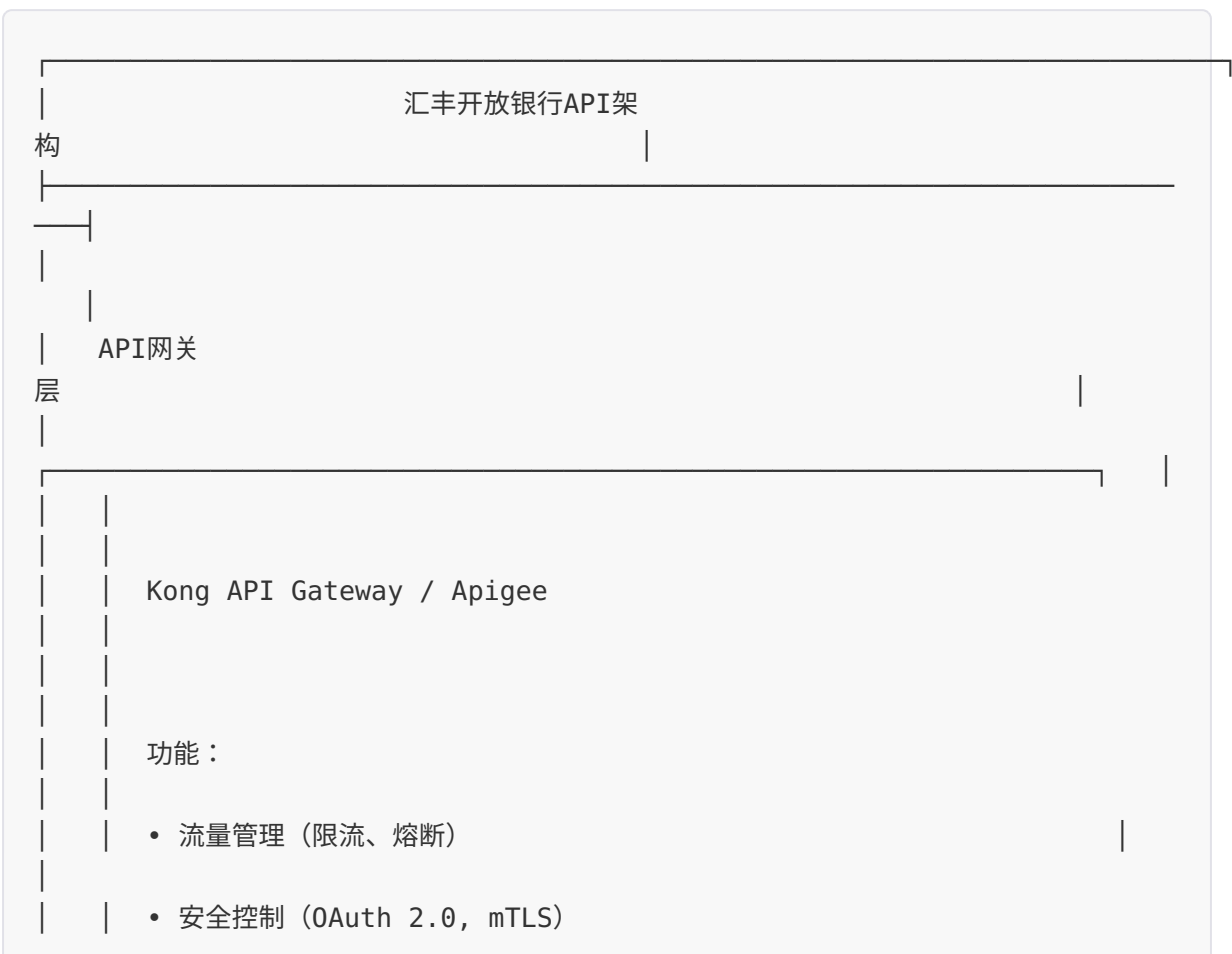 汇丰开放银行API架
构
API网关
层
Kong API Gateway / Apigee
功能：
• 流量管理（限流、熔断）
• 安全控制（OAuth 2.0, mTLS）